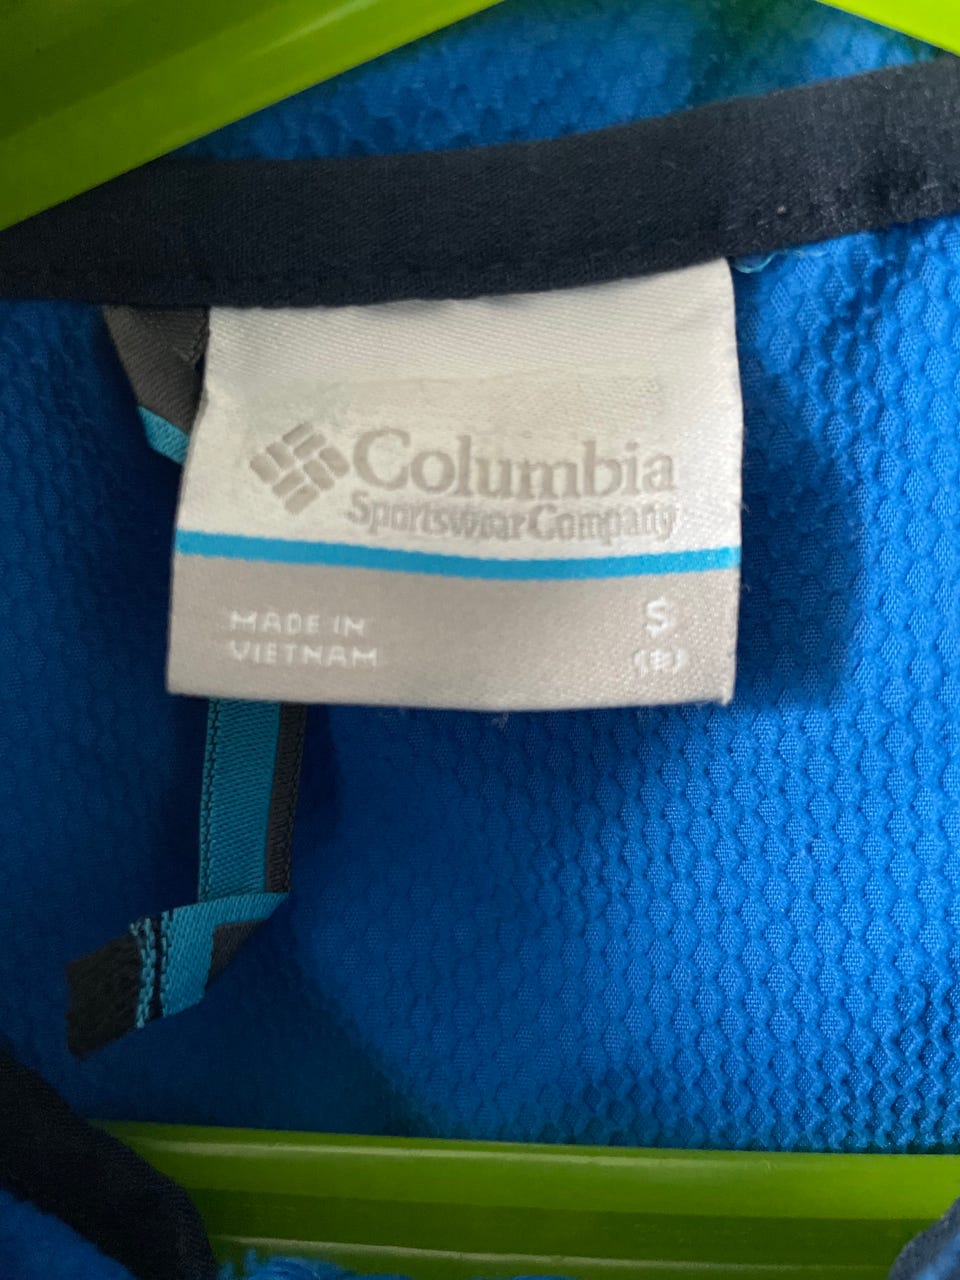 Columbia
Sportswear Company
MADE IN
VIETNAM
S